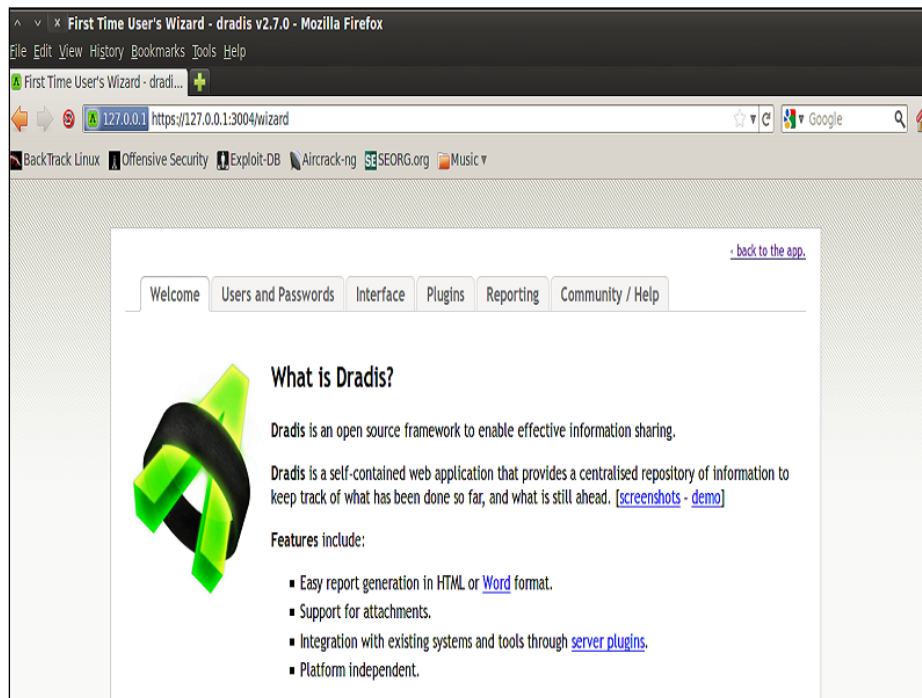 First Time User's Wizard - dradis v2.7.0 - Mozilla Firefox
File Edit View History Bookmarks Tools Help
First Time User's Wizard - dradi...
127.0.0.1 https://127.0.0.1:3004/wizard Google
BackTrack Linux Offensive Security Exploit-DB Aircrack-ng SE SEORG.org Music
‹ back to the app.
Welcome Users and Passwords Interface Plugins Reporting Community / Help
What is Dradis?
Dradis is an open source framework to enable effective information sharing.
Dradis is a self-contained web application that provides a centralised repository of information to
keep track of what has been done so far, and what is still ahead. [screenshots - demo]
Features include:
▪ Easy report generation in HTML or Word format.
▪ Support for attachments.
▪ Integration with existing systems and tools through server plugins.
▪ Platform independent.